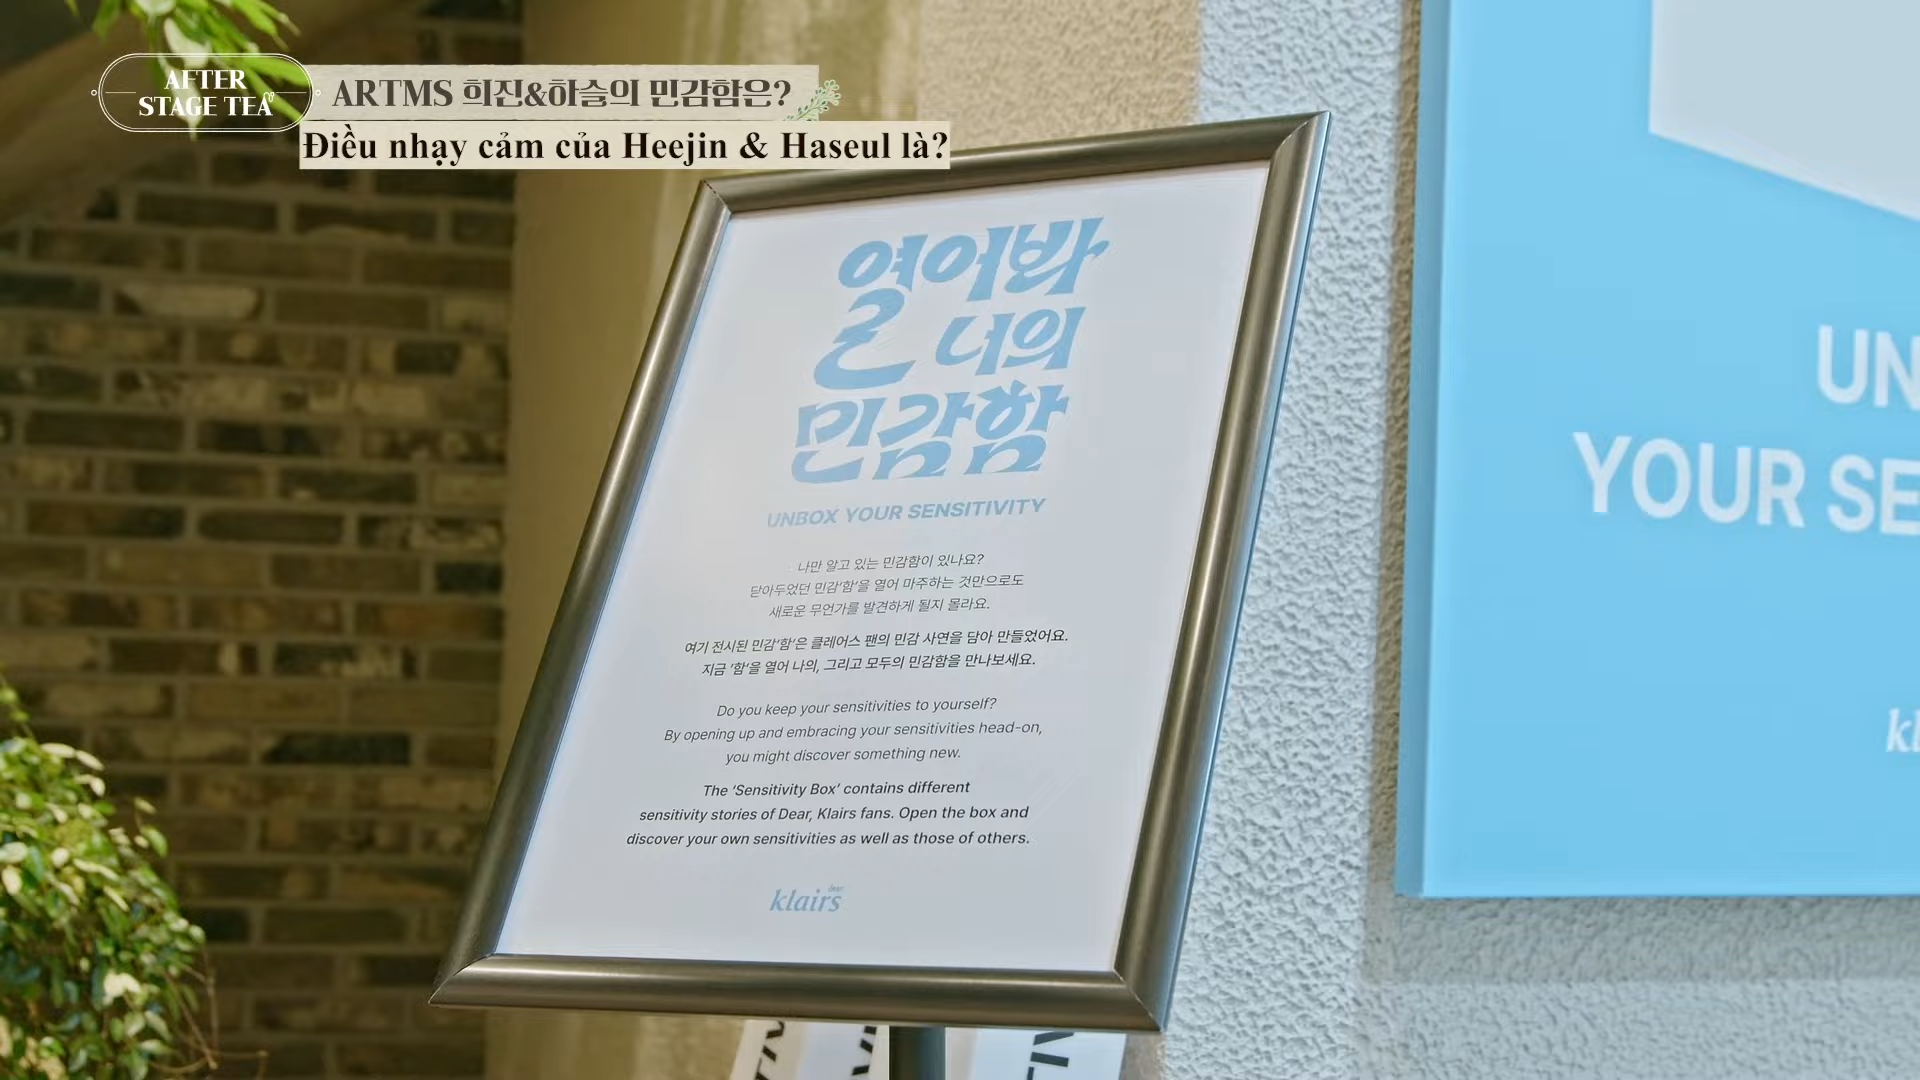 AFTER
STAGE TEA
ARTMS 희진&하슬의 민감함은?
Điều nhạy cảm của Heejin & Haseul là?
열어봐
너의
민감함
UNBOX YOUR SENSITIVITY
나만 알고 있는 민감함이 있나요?
닫아두었던 민감‘함’을 열어 마주하는 것만으로도
새로운 무언가를 발견하게 될지 몰라요.
여기 전시된 민감‘함’은 클레어스 팬의 민감 사연을 담아 만들었어요.
지금 ‘함’을 열어 나의, 그리고 모두의 민감함을 만나보세요.
Do you keep your sensitivities to yourself?
By opening up and embracing your sensitivities head-on,
you might discover something new.
The ‘Sensitivity Box’ contains different
sensitivity stories of Dear, Klairs fans. Open the box and
discover your own sensitivities as well as those of others.
dear
klairs
UN
YOUR SE
kl